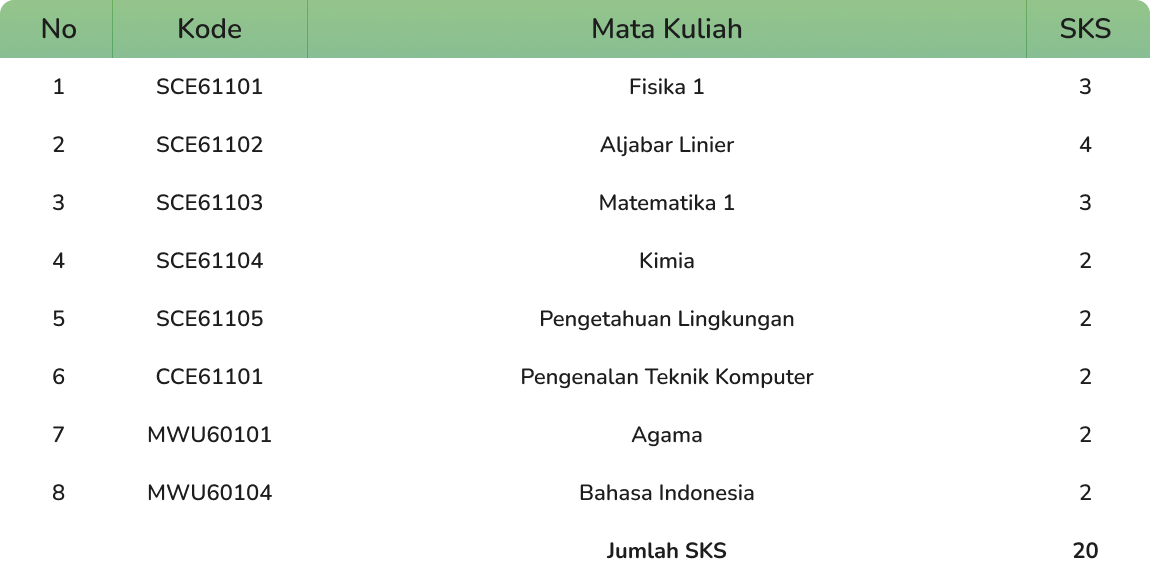 No Kode Mata Kuliah SKS
1 SCE61101 Fisika 1 3
2 SCE61102 Aljabar Linier 4
3 SCE61103 Matematika 1 3
4 SCE61104 Kimia 2
5 SCE61105 Pengetahuan Lingkungan 2
6 CCE61101 Pengenalan Teknik Komputer 2
7 MWU60101 Agama 2
8 MWU60104 Bahasa Indonesia 2
Jumlah SKS 20